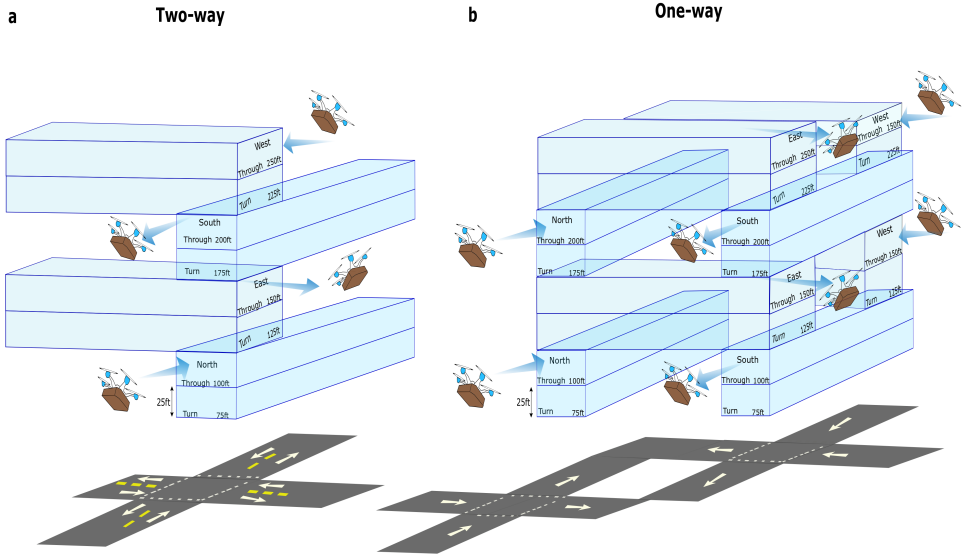 a
Two-way
West
Through 250ft
Turn 225ft
South
Through 200ft
Turn 175ft
East
Through 150ft
Turn 125ft
North
Through 100ft
25ft
Turn 75ft
b
One-way
West
Through 150ft
East
Through 250ft
Turn 225ft
Turn 225ft
North
Through 200ft
Turn 175ft
South
Through 200ft
Turn 175ft
West
Through 150ft
Turn 125ft
East
Through 150ft
Turn 125ft
North
Through 100ft
25ft
Turn 75ft
South
Through 100ft
Turn 75ft